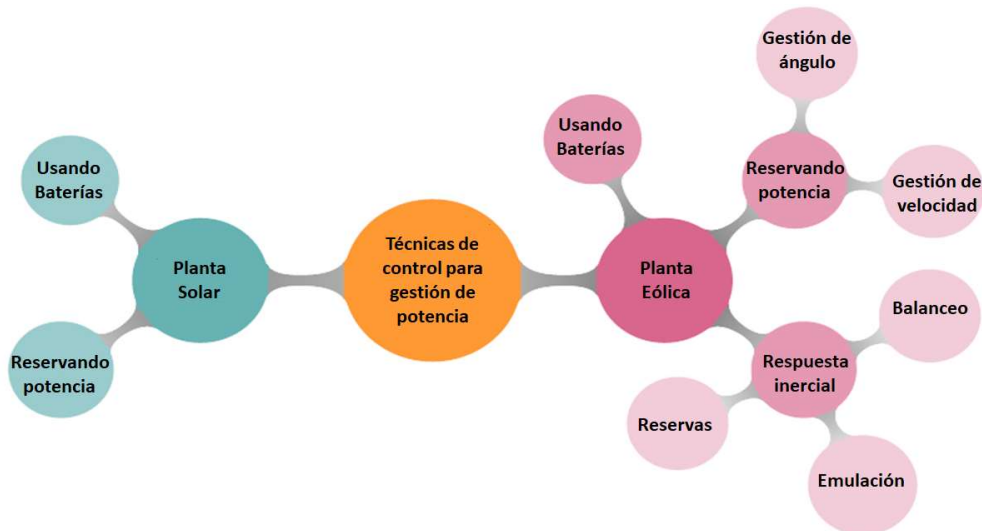 Gestión de
ángulo
Usando
Baterías
Reservando
potencia
Gestión de
velocidad
Usando
Baterías
Planta
Solar
Técnicas de
control para
gestión de
potencia
Planta
Eólica
Balanceo
Reservando
potencia
Respuesta
inercial
Reservas
Emulación